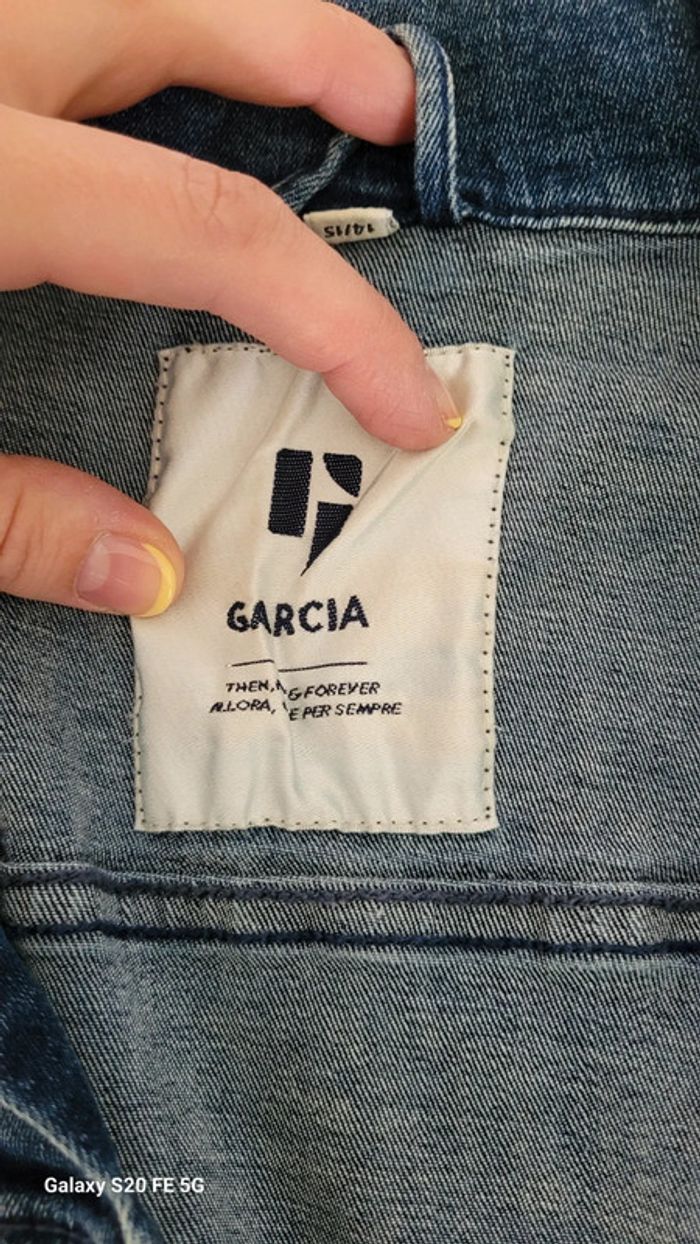 14/15
GARCIA
THEN, & FOREVER
ALLORA, E PER SEMPRE
Galaxy S20 FE 5G